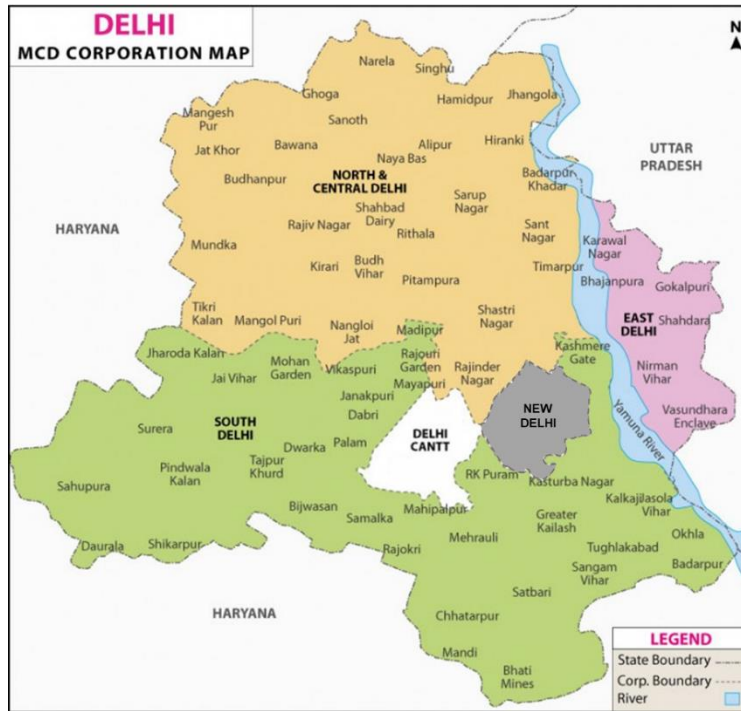 DELHI
MCD CORPORATION MAP
N
Narela
Singhu
Ghoga
Hamidpur
Jhangola
Mangesh
Pur
Sanoth
Jat Khor
Bawana
Alipur
Hiranki
Naya Bas
UTTAR
PRADESH
Budhanpur
NORTH &
CENTRAL DELHI
Badarpur
Khadar
Sarup
Nagar
Shahbad
Dairy
Rajiv Nagar
Rithala
Sant
Nagar
HARYANA
Mundka
Karawal
Nagar
Kirari
Budh
Vihar
Timarpur
Pitampura
Bhajanpura
Gokalpuri
Tikri
Kalan
Mangol Puri
Nangloi
Jat
Madipur
Shastri
Nagar
EAST
DELHI
Shahdara
Jharoda Kalan
Mohan
Garden
Rajouri
Garden
Kashmere
Gate
Jai Vihar
Vikaspuri
Mayapuri
Rajinder
Nagar
Nirman
Vihar
Janakpuri
Dabri
NEW
DELHI
Vasundhara
Enclave
SOUTH
DELHI
Surera
Palam
DELHI
CANTT
Yamuna River
Dwarka
Pindwala
Kalan
Tajpur
Khurd
RK Puram
Kasturba Nagar
Sahupura
Kalkajilasola
Vihar
Bijwasan
Samalka
Mahipalpur
Greater
Kailash
Mehrauli
Okhla
Daurala
Shikarpur
Rajokri
Tughlakabad
Badarpur
Sangam
Vihar
Satbari
HARYANA
Chhatarpur
Mandi
Bhati
Mines
LEGEND
State Boundary
Corp. Boundary
River